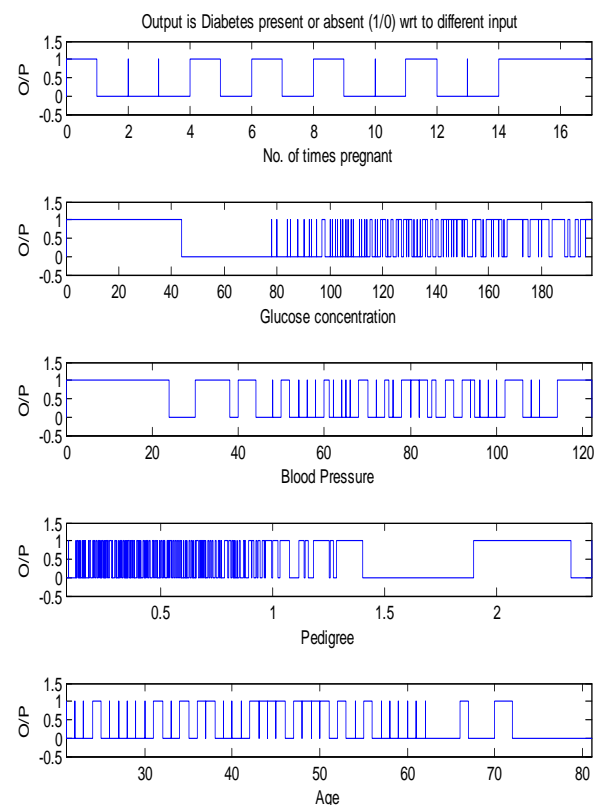 Output is Diabetes present or absent (1/0) wrt to different input
1.5
1
0.5
0
-0.5
O/P
0 2 4 6 8 10 12 14 16
No. of times pregnant
1.5
1
0.5
0
-0.5
O/P
0 20 40 60 80 100 120 140 160 180
Glucose concentration
1.5
1
0.5
0
-0.5
O/P
0 20 40 60 80 100 120
Blood Pressure
1.5
1
0.5
0
-0.5
O/P
0.5 1 1.5 2
Pedigree
1.5
1
0.5
0
-0.5
O/P
30 40 50 60 70 80
Age